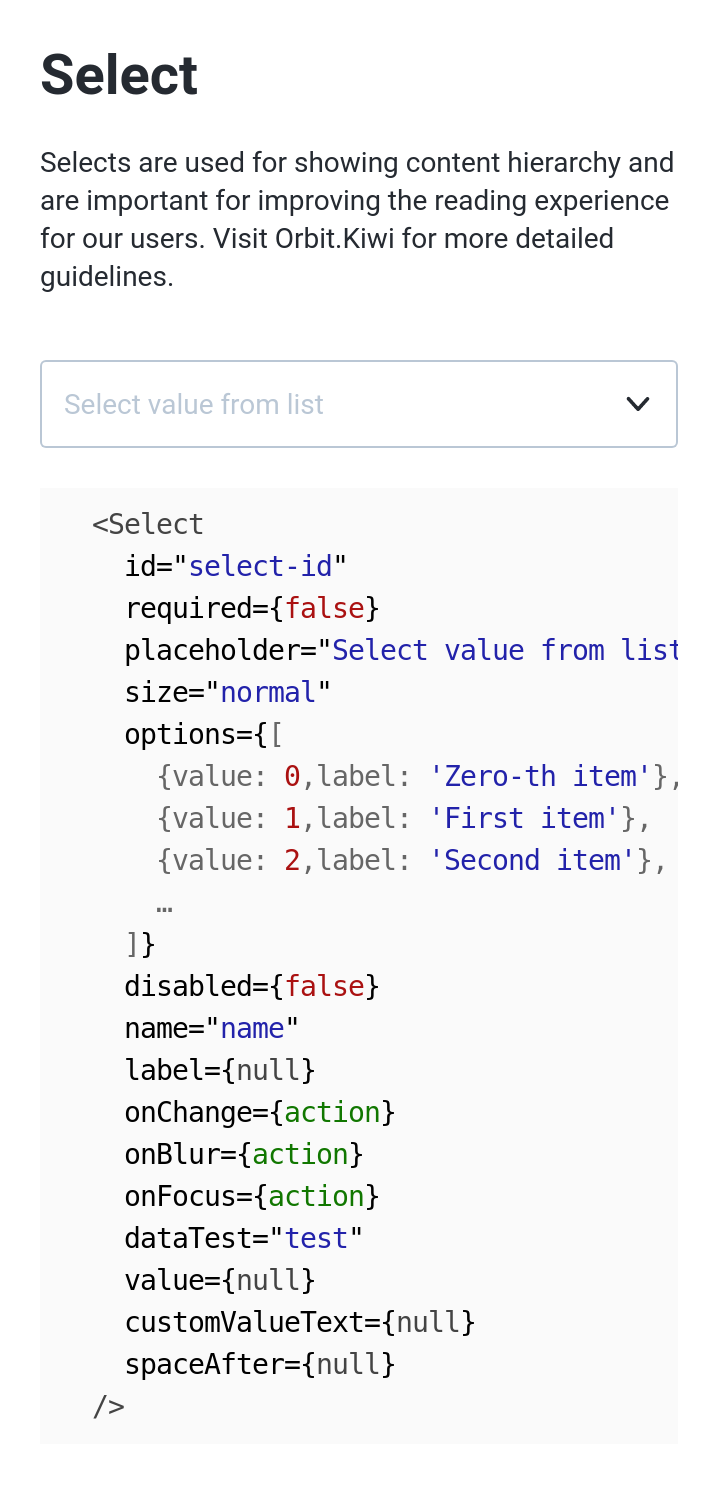 Select
Selects are used for showing content hierarchy and
are important for improving the reading experience
for our users. Visit Orbit.Kiwi for more detailed
guidelines.
Select value from list
<Select
id="select-id"
required={false}
placeholder="Select value from list
size="normal"
options={[
{value: 0,label: 'Zero-th item'},
{value: 1,label: 'First item'},
{value: 2,label: 'Second item'},
…
]}
disabled={false}
name="name"
label={null}
onChange={action}
onBlur={action}
onFocus={action}
dataTest="test"
value={null}
customValueText={null}
spaceAfter={null}
/>